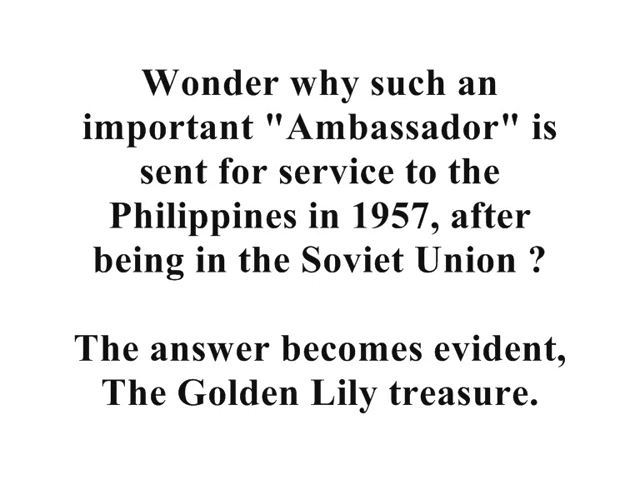 Wonder why such an
important "Ambassador" is
sent for service to the
Philippines in 1957, after
being in the Soviet Union ?
The answer becomes evident,
The Golden Lily treasure.